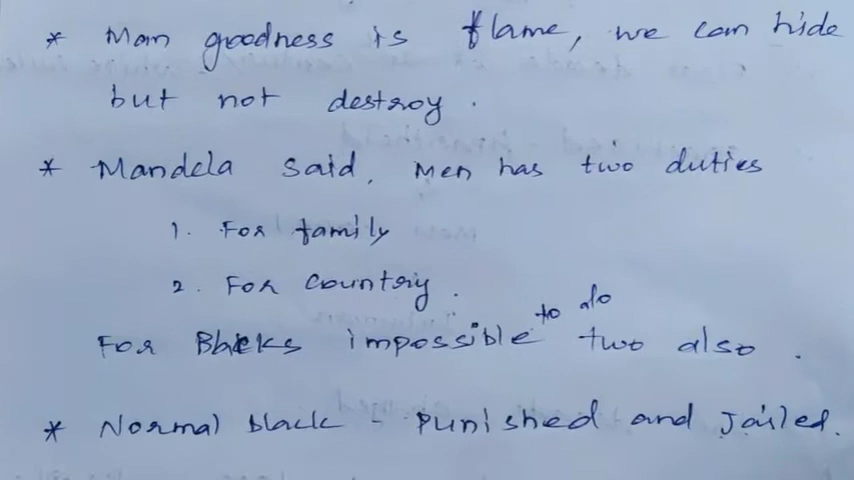 * Man goodness is flame, we can hide
but not destroy.
* Mandela said, Men has two duties
1. For family
2. For country.
For Blacks impossible to do two also.
* Normal black - punished and Jailed.